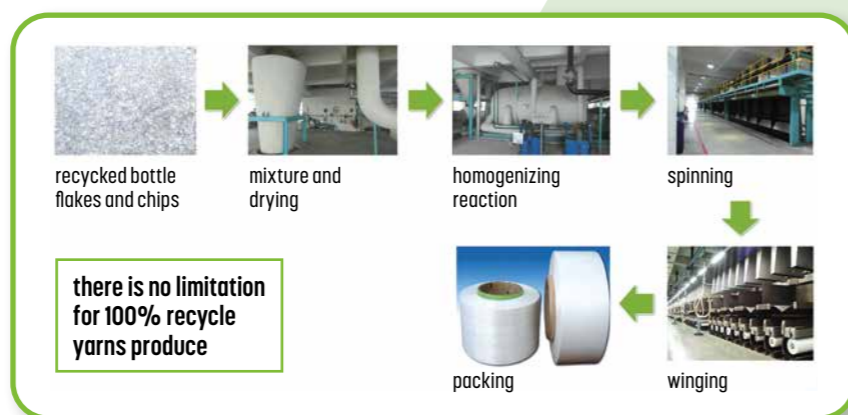 recycked bottle
flakes and chips
mixture and
drying
homogenizing
reaction
spinning
there is no limitation
for 100% recycle
yarns produce
packing
winging